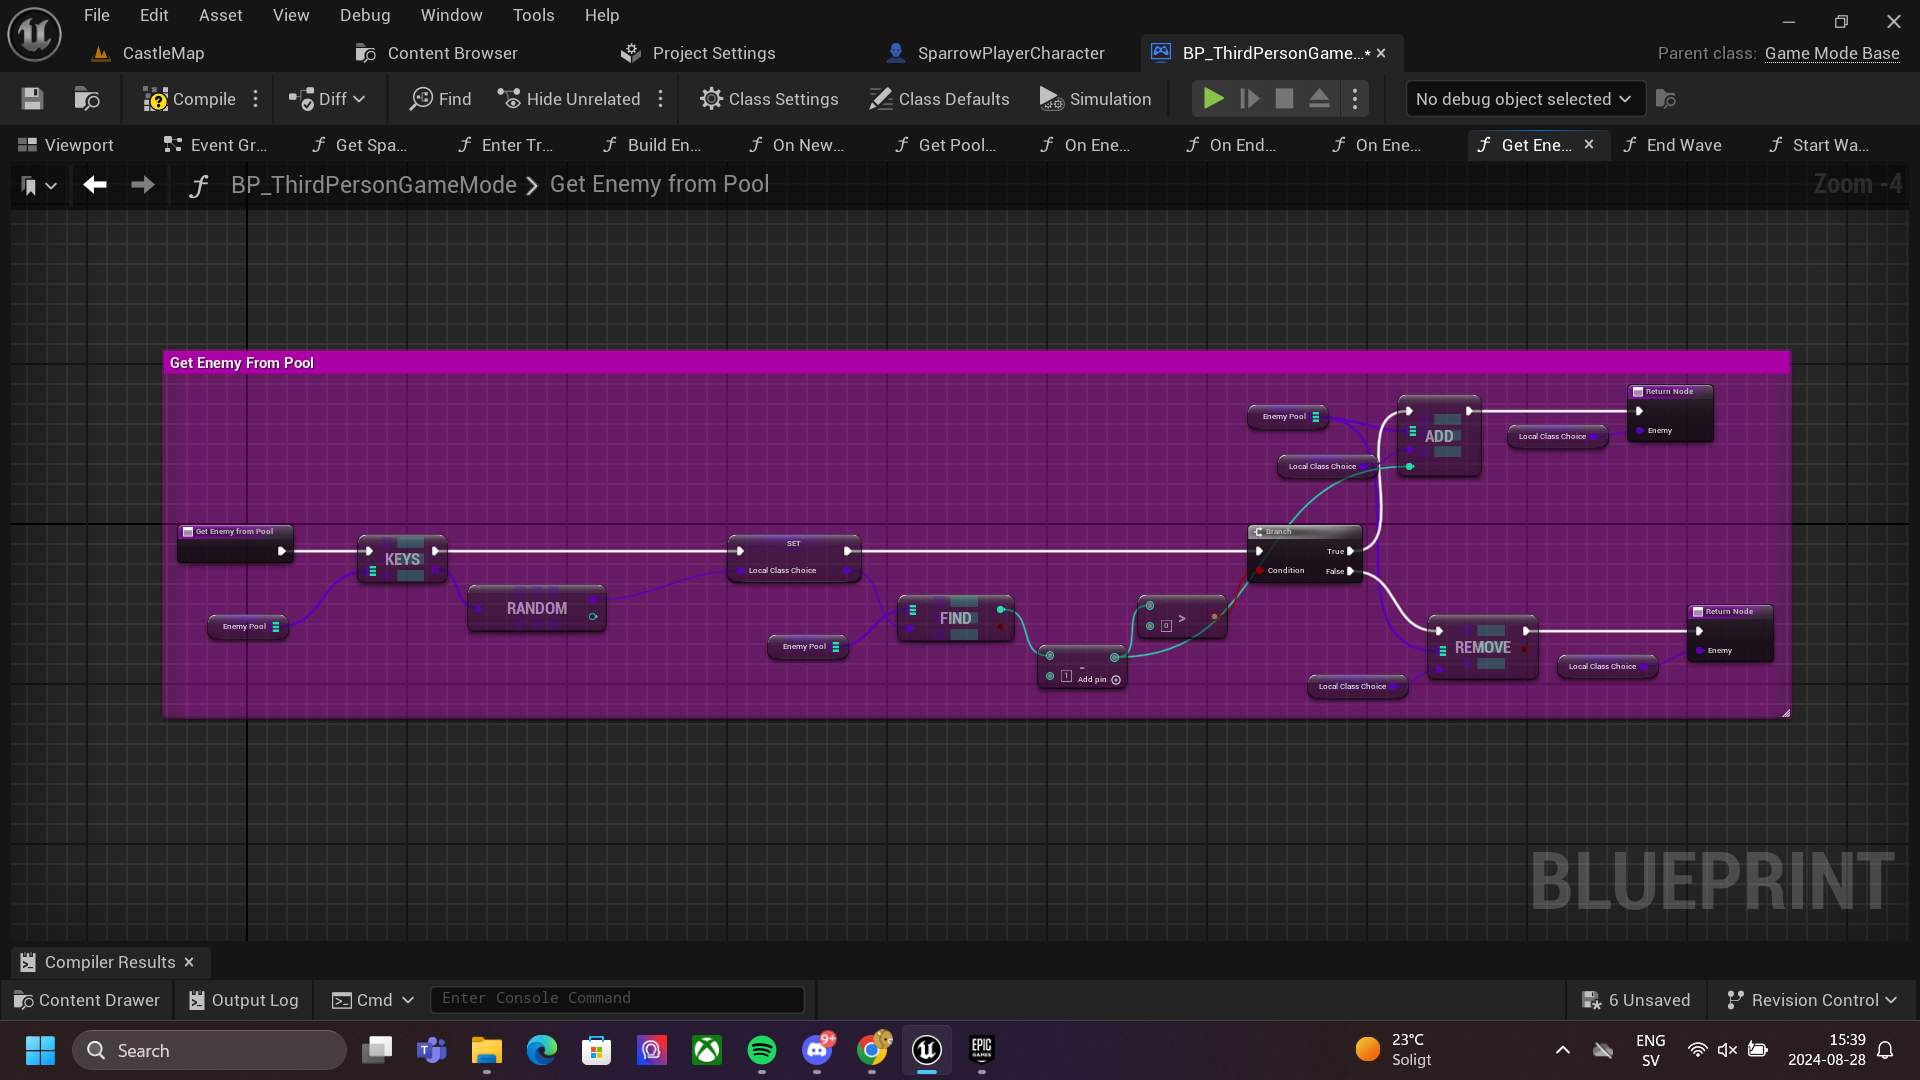 File Edit Asset View Debug Window Tools Help
CastleMap Content Browser Project Settings SparrowPlayerCharacter BP_ThirdPersonGame...* Parent class: Game Mode Base
Compile Diff Find Hide Unrelated Class Settings Class Defaults Simulation No debug object selected
Viewport Event Gr... Get Spa... Enter Tr... Build En... On New... Get Pool... On Ene... On End... On Ene... Get Ene... End Wave Start Wa...
BP_ThirdPersonGameMode > Get Enemy from Pool Zoom -4
Get Enemy From Pool
Return Node
Enemy Pool
ADD
Enemy
Local Class Choice
Local Class Choice
Get Enemy from Pool
Branch
SET
KEYS
True
Local Class Choice
Condition False
RANDOM
Return Node
FIND
0 >
Enemy Pool
Enemy Pool
REMOVE
Enemy
-
Local Class Choice
1 Add pin
Local Class Choice
BLUEPRINT
Compiler Results
Content Drawer Output Log Cmd Enter Console Command 6 Unsaved Revision Control
Search
9+
EPIC GAMES
23°C
Soligt
ENG
SV
15:39
2024-08-28